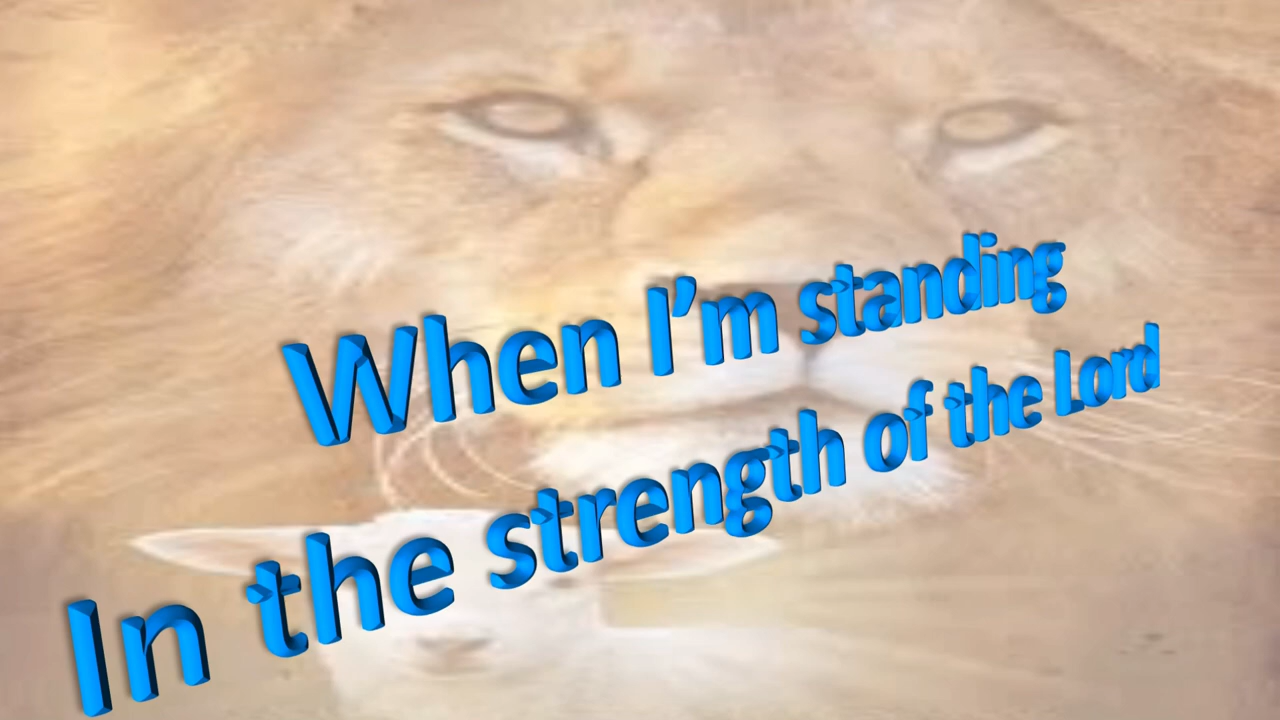 When I’m standing
In the strength of the Lord